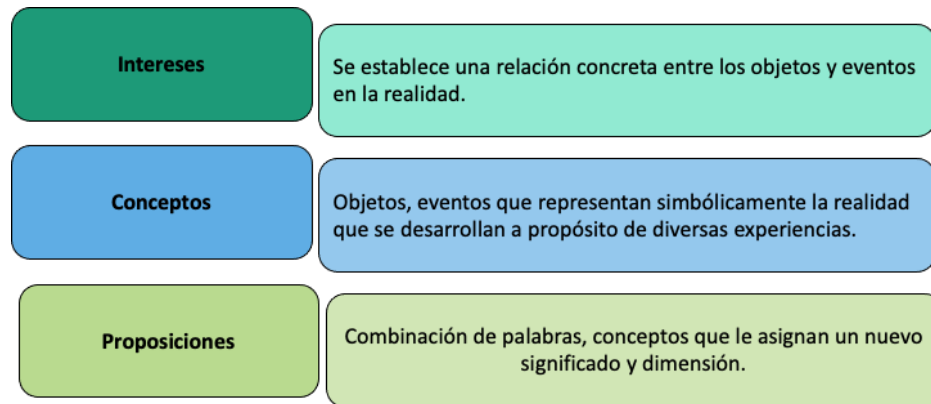 Intereses
Se establece una relación concreta entre los objetos y eventos
en la realidad.
Conceptos
Objetos, eventos que representan simbólicamente la realidad
que se desarrollan a propósito de diversas experiencias.
Proposiciones
Combinación de palabras, conceptos que le asignan un nuevo
significado y dimensión.